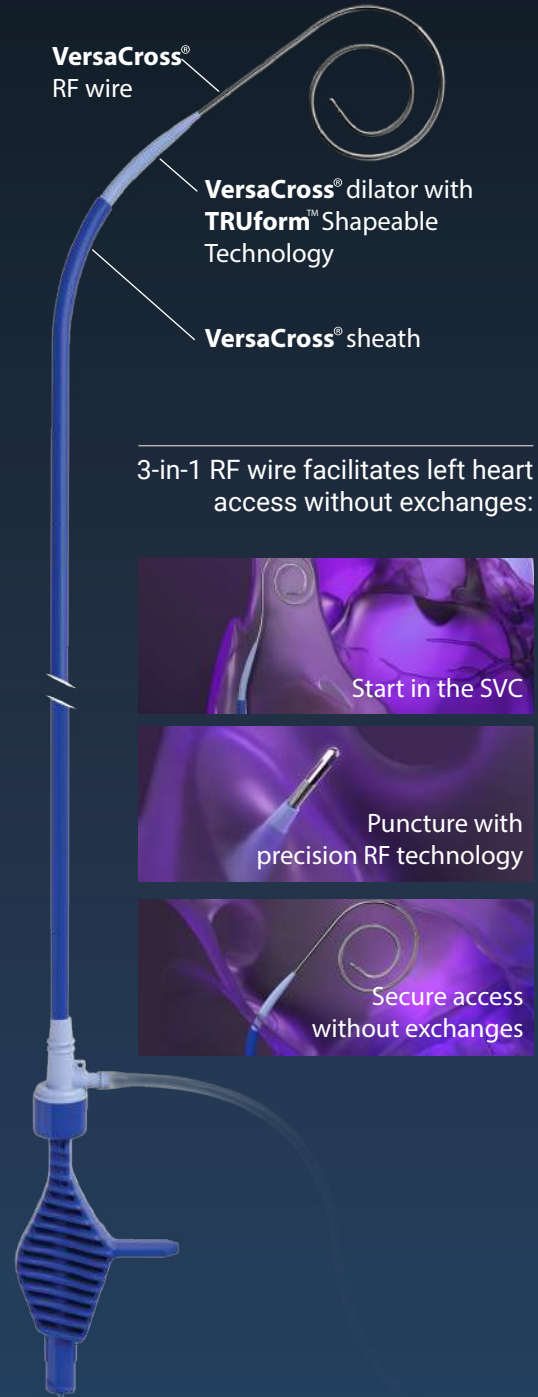 VersaCross®
RF wire
VersaCross® dilator with
TRUform™ Shapeable
Technology
VersaCross® sheath
3-in-1 RF wire facilitates left heart
access without exchanges:
Start in the SVC
Puncture with
precision RF technology
Secure access
without exchanges